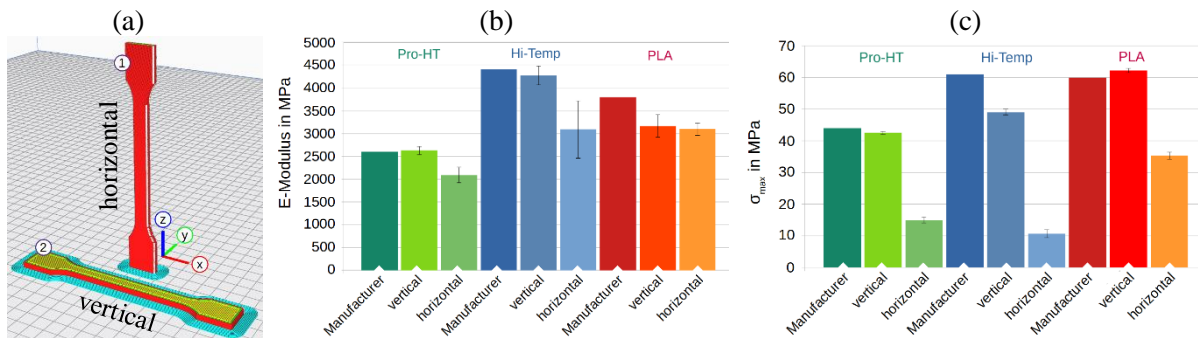 (a)
1
horizontal
z
y
x
2
vertical
(b)
E-Modulus in MPa
5000
4500
4000
3500
3000
2500
2000
1500
1000
500
0
Pro-HT
Hi-Temp
PLA
Manufacturer
vertical
horizontal
Manufacturer
vertical
horizontal
Manufacturer
vertical
horizontal
(c)
σmax in MPa
70
60
50
40
30
20
10
0
Pro-HT
Hi-Temp
PLA
Manufacturer
vertical
horizontal
Manufacturer
vertical
horizontal
Manufacturer
vertical
horizontal